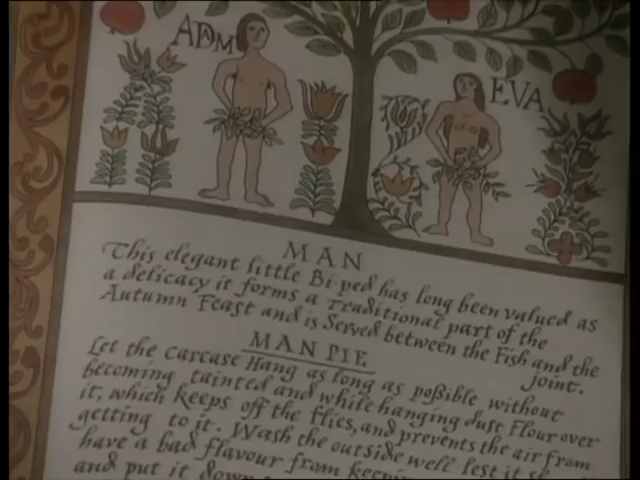 ADM
EVA
MAN
This elegant little Bi-ped has long been valued as
a delicacy it forms a traditional part of the
Autumn Feast and is Served between the Fish and the
joint.
MAN PIE
Let the carcase Hang as long as poßible without
becoming tainted and while hanging dust Flour over
it, which keeps off the flies, and prevents the air from
getting to it. Wash the outside well lest it
have a bad flavour from
and put it down